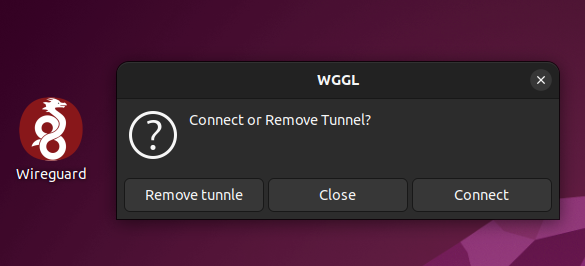 WGGL
Connect or Remove Tunnel?
Wireguard
Remove tunnle
Close
Connect